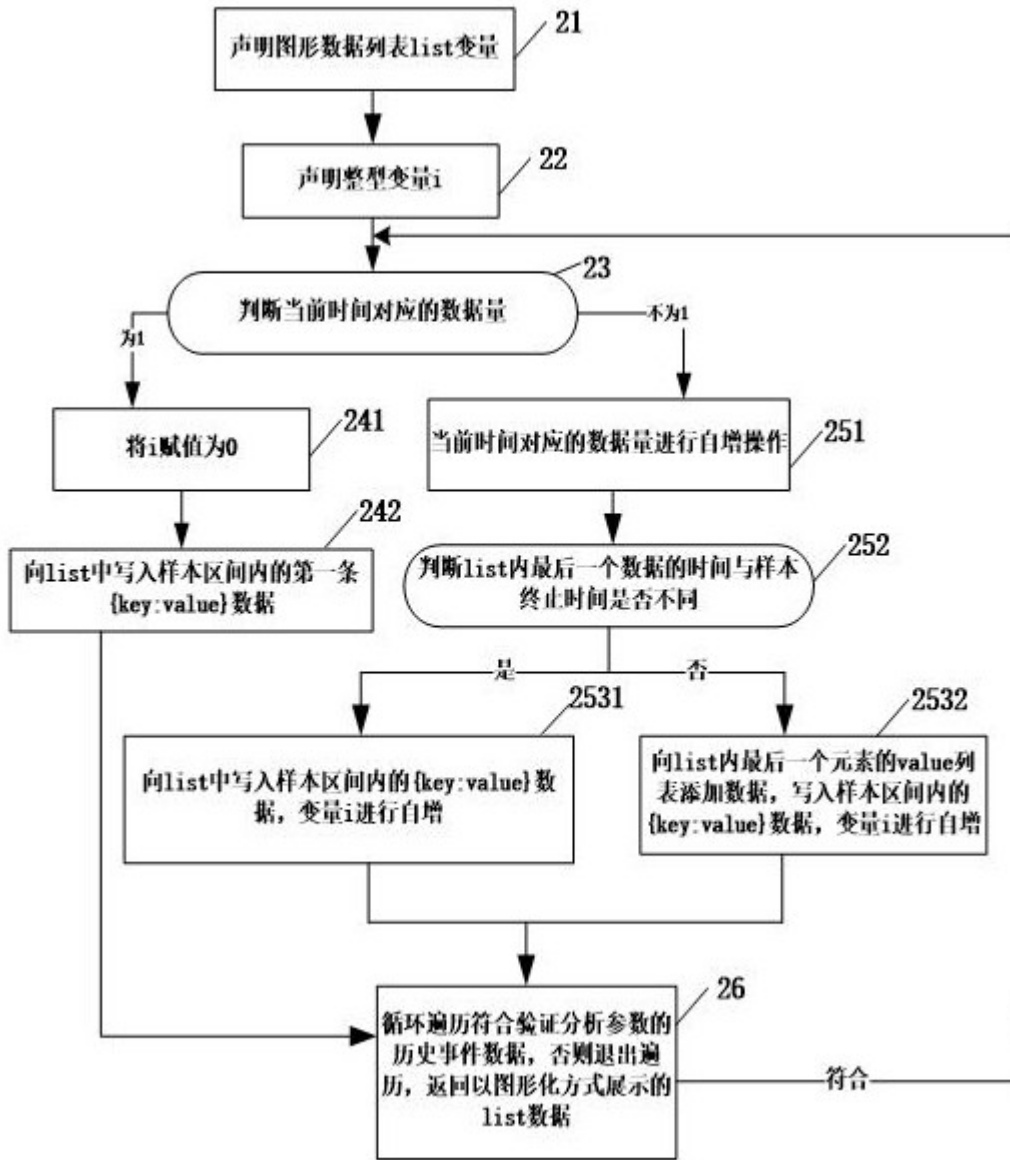 声明图形数据列表list变量
21
声明整型变量i
22
判断当前时间对应的数据量
23
为1
不为1
将i赋值为0
241
当前时间对应的数据量进行自增操作
251
向list中写入样本区间内的第一条
{key:value}数据
242
判断list内最后一个数据的时间与样本
终止时间是否不同
252
是
否
向list中写入样本区间内的{key:value}数
据，变量i进行自增
2531
向list内最后一个元素的value列
表添加数据，写入样本区间内的
{key:value}数据，变量i进行自增
2532
循环遍历符合验证分析参数的
历史事件数据，否则退出遍
历，返回以图形化方式展示的
list数据
26
符合